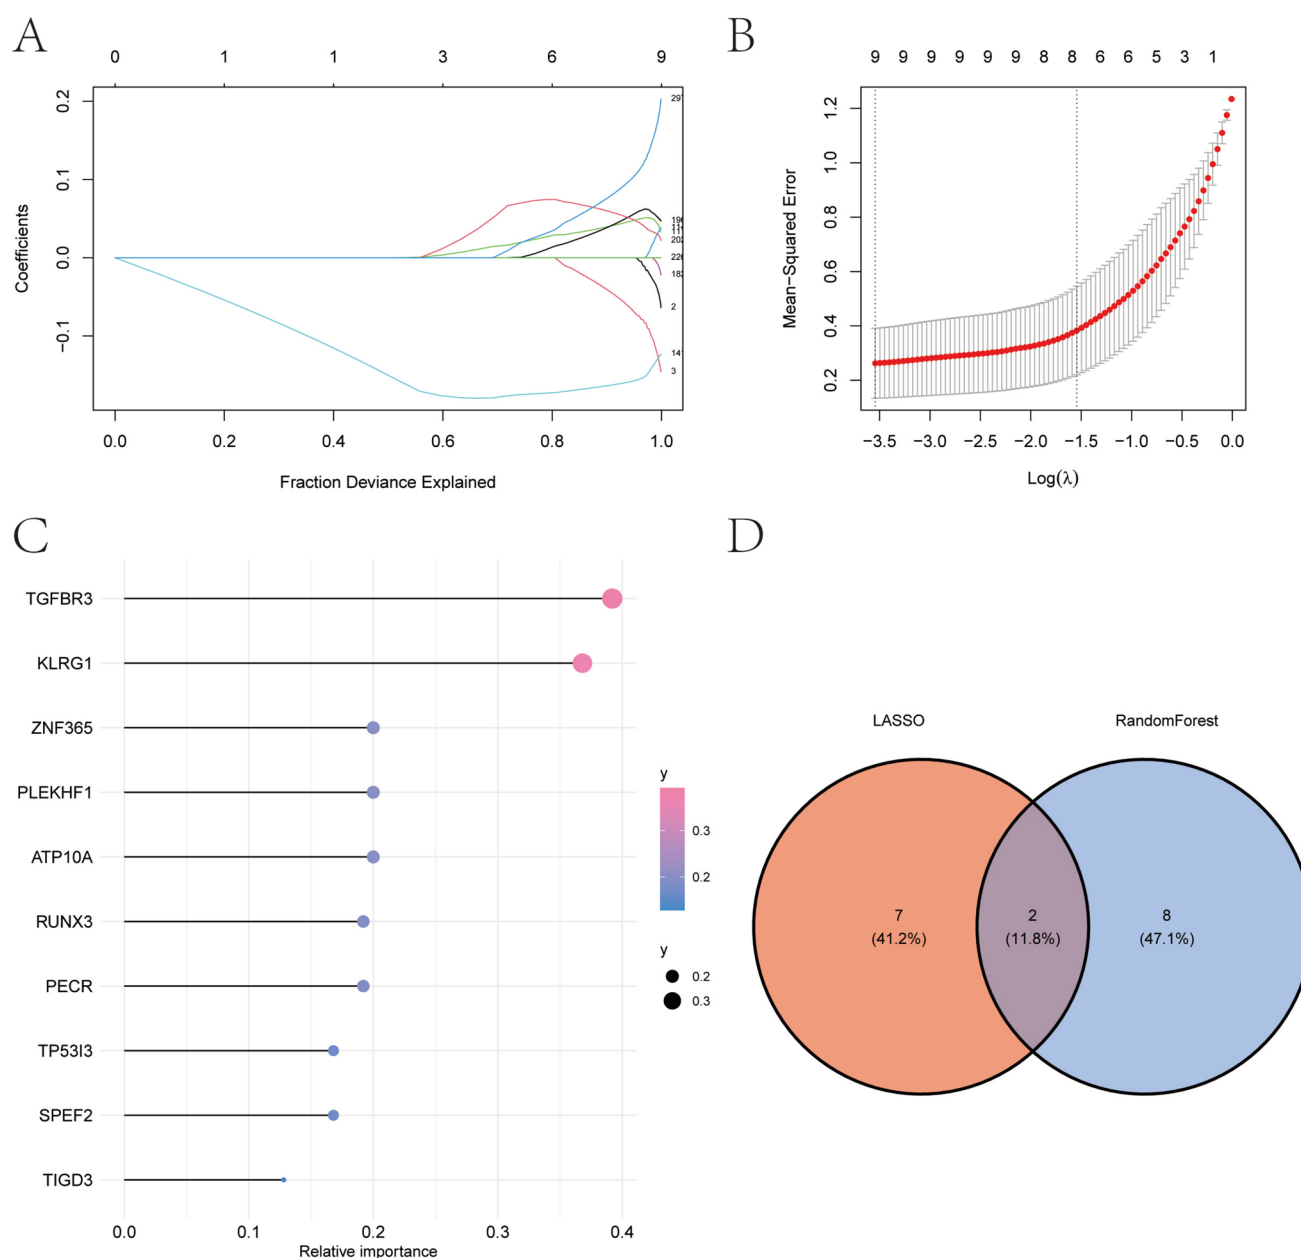 A
0 1 1 3 6 9
0.2
0.1
0.0
−0.1
Coefficients
297
202
226
182
2
14
3
0.0 0.2 0.4 0.6 0.8 1.0
Fraction Deviance Explained
B
9 9 9 9 9 9 8 8 6 6 5 3 1
1.2
1.0
0.8
0.6
0.4
0.2
Mean−Squared Error
−3.5 −3.0 −2.5 −2.0 −1.5 −1.0 −0.5 0.0
Log(λ)
C
TGFBR3
KLRG1
ZNF365
PLEKHF1
ATP10A
RUNX3
PECR
TP53I3
SPEF2
TIGD3
0.0 0.1 0.2 0.3 0.4
Relative importance
y
0.3
0.2
y
0.2
0.3
D
LASSO RandomForest
7 2 8
(41.2%) (11.8%) (47.1%)